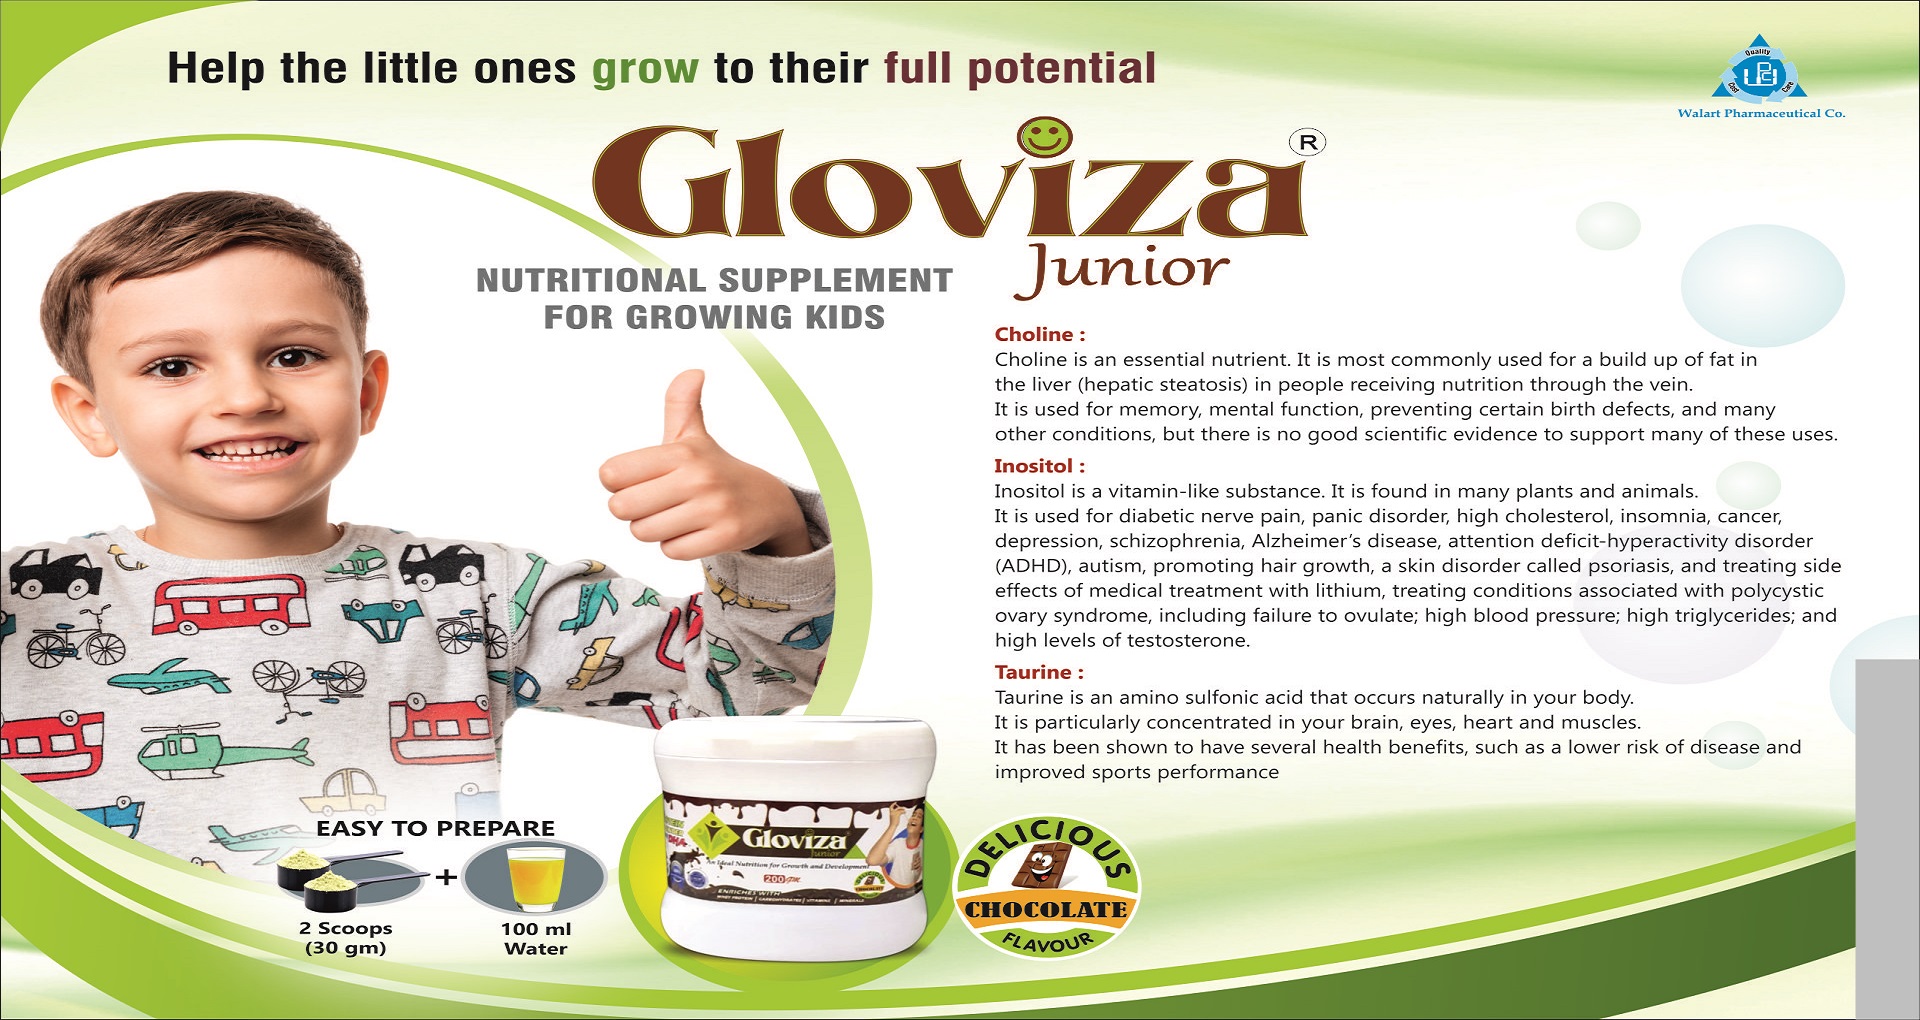 Help the little ones grow to their full potential
Quality
Cost
Care
Walart Pharmaceutical Co.
Gloviza
R
Junior
NUTRITIONAL SUPPLEMENT
FOR GROWING KIDS
Choline :
Choline is an essential nutrient. It is most commonly used for a build up of fat in
the liver (hepatic steatosis) in people receiving nutrition through the vein.
It is used for memory, mental function, preventing certain birth defects, and many
other conditions, but there is no good scientific evidence to support many of these uses.
Inositol :
Inositol is a vitamin-like substance. It is found in many plants and animals.
It is used for diabetic nerve pain, panic disorder, high cholesterol, insomnia, cancer,
depression, schizophrenia, Alzheimer's disease, attention deficit-hyperactivity disorder
(ADHD), autism, promoting hair growth, a skin disorder called psoriasis, and treating side
effects of medical treatment with lithium, treating conditions associated with polycystic
ovary syndrome, including failure to ovulate; high blood pressure; high triglycerides; and
high levels of testosterone.
Taurine :
Taurine is an amino sulfonic acid that occurs naturally in your body.
It is particularly concentrated in your brain, eyes, heart and muscles.
It has been shown to have several health benefits, such as a lower risk of disease and
improved sports performance
EASY TO PREPARE
+
2 Scoops
(30 gm)
100 ml
Water
DHA
Gloviza
Junior
An Ideal Nutrition for Growth and Development
200 gm.
ENRICHES WITH
WHEY PROTEIN | CARBOHYDRATES | VITAMINS | MINERALS
DELICIOUS
CHOCOLATE
FLAVOUR